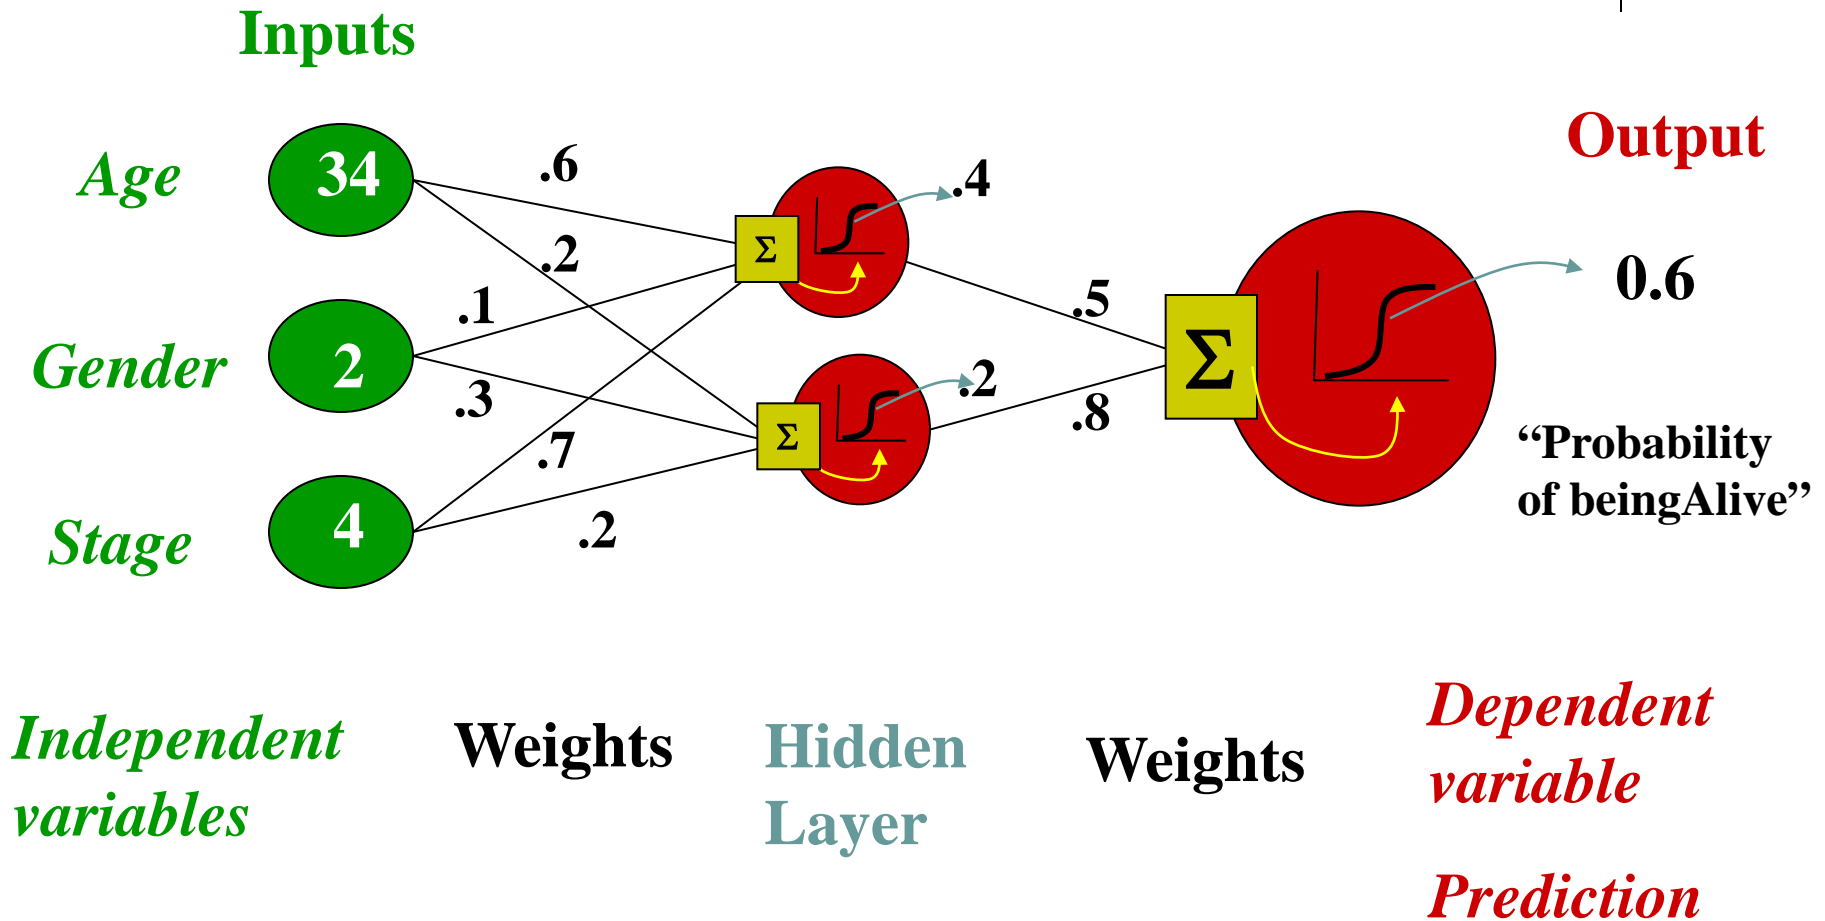 Inputs
Output
Age
34
.6
.4
.2
Σ
.1
.5
0.6
Gender
2
.3
.2
Σ
Σ
.8
.7
“Probability
of beingAlive”
Stage
4
.2
Independent
variables
Weights
Hidden
Layer
Weights
Dependent
variable
Prediction